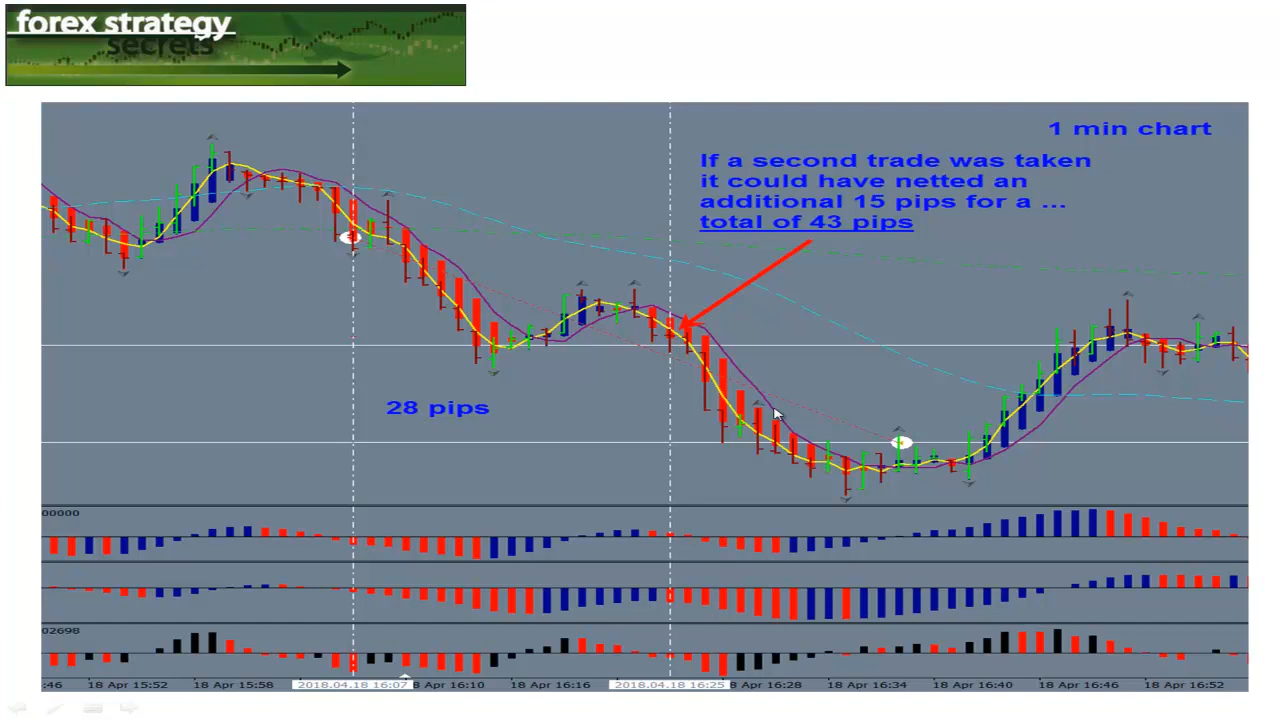 forex strategy
secrets
1 min chart
If a second trade was taken
it could have netted an
additional 15 pips for a ...
total of 43 pips
28 pips
00000
02698
:46
18 Apr 15:52
18 Apr 15:58
2018.04.18 16:07
8 Apr 16:10
18 Apr 16:16
2018.04.18 16:25
8 Apr 16:28
18 Apr 16:34
18 Apr 16:40
18 Apr 16:46
18 Apr 16:52